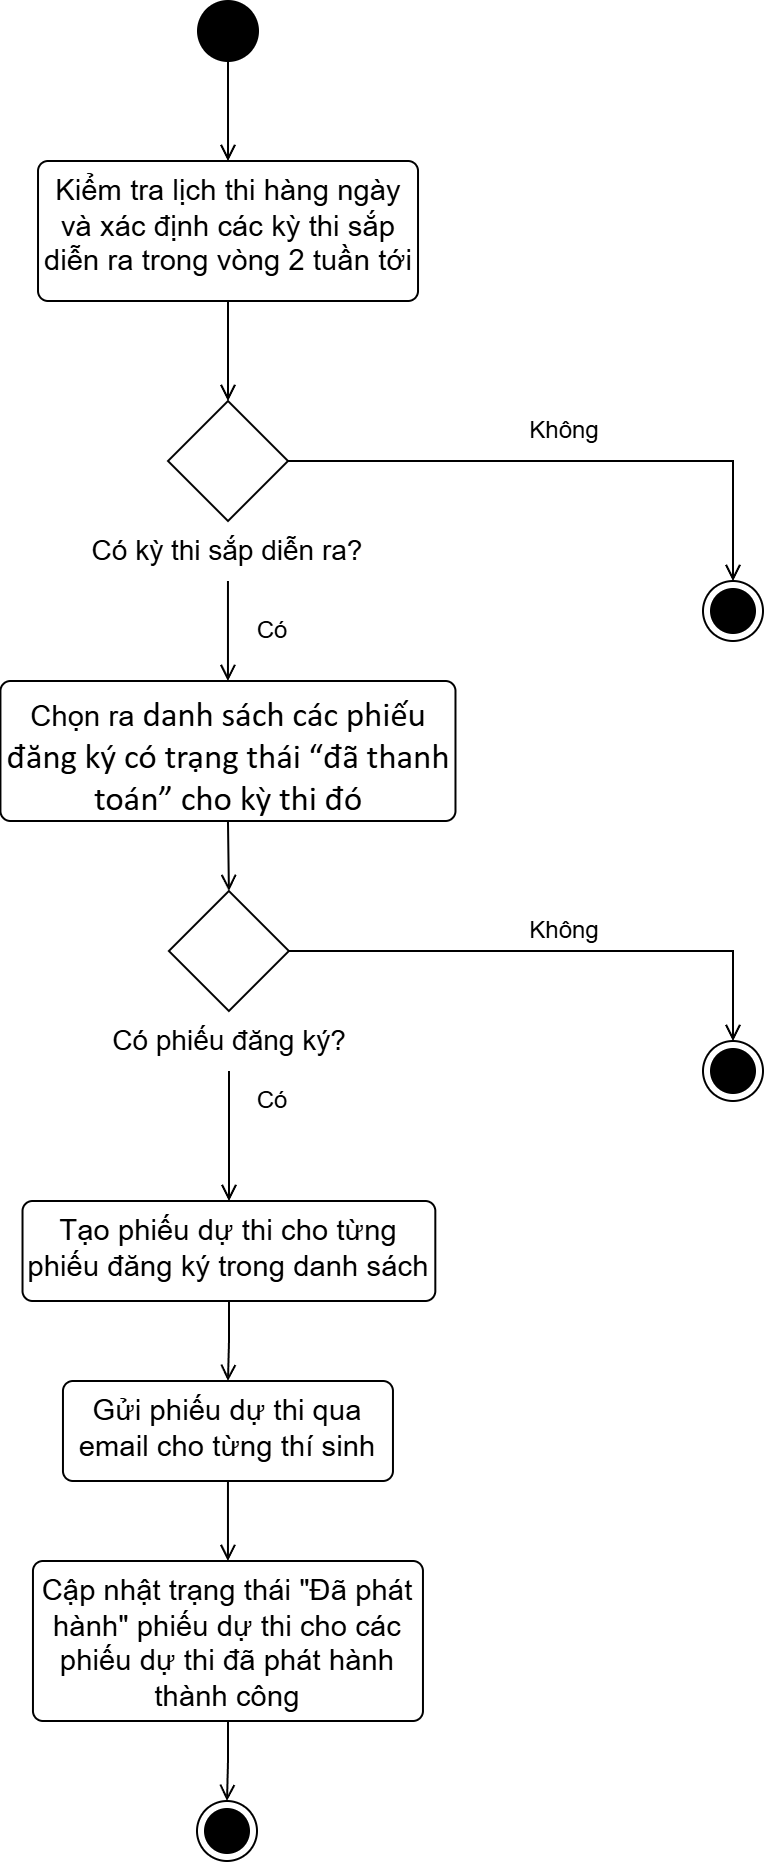 Kiểm tra lịch thi hàng ngày
và xác định các kỳ thi sắp
diễn ra trong vòng 2 tuần tới
Không
Có kỳ thi sắp diễn ra?
Có
Chọn ra danh sách các phiếu
đăng ký có trạng thái “đã thanh
toán” cho kỳ thi đó
Không
Có phiếu đăng ký?
Có
Tạo phiếu dự thi cho từng
phiếu đăng ký trong danh sách
Gửi phiếu dự thi qua
email cho từng thí sinh
Cập nhật trạng thái "Đã phát
hành" phiếu dự thi cho các
phiếu dự thi đã phát hành
thành công